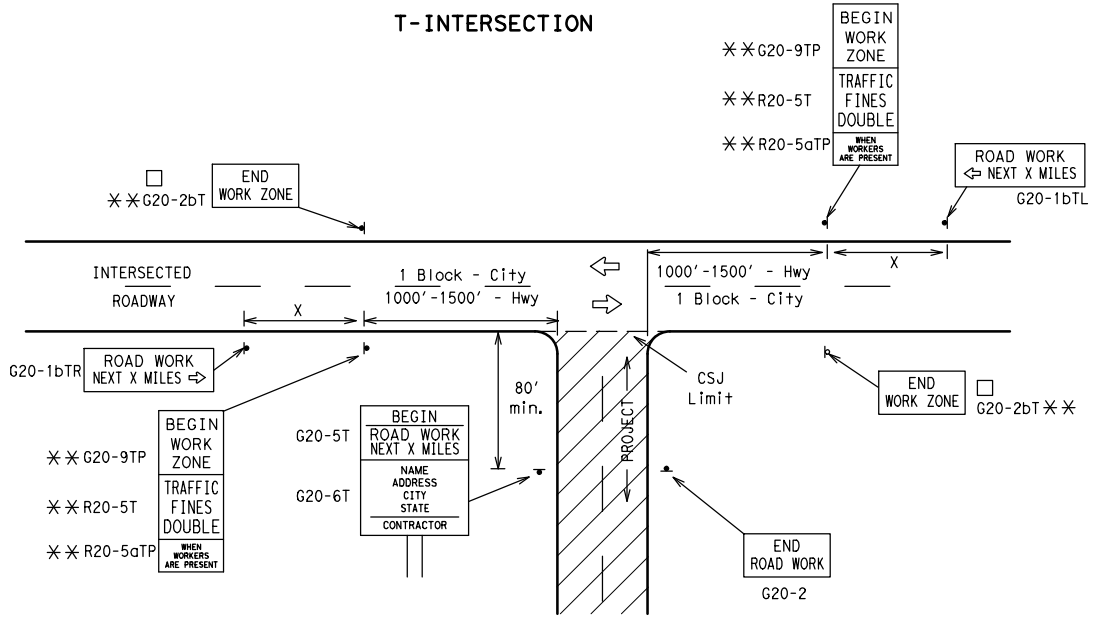 T-INTERSECTION
BEGIN
WORK
ZONE
✳✳G20-9TP
TRAFFIC
FINES
DOUBLE
✳✳R20-5T
WHEN
WORKERS
ARE PRESENT
✳✳R20-5aTP
ROAD WORK
⇦ NEXT X MILES
G20-1bTL
END
WORK ZONE
□
✳✳G20-2bT
INTERSECTED
ROADWAY
1 Block - City
1000'-1500' - Hwy
X
⇦
⇨
1000'-1500' - Hwy
1 Block - City
X
G20-1bTR
ROAD WORK
NEXT X MILES ⇨
80'
min.
CSJ
Limit
PROJECT
END
WORK ZONE
□
G20-2bT✳✳
BEGIN
WORK
ZONE
✳✳G20-9TP
TRAFFIC
FINES
DOUBLE
✳✳R20-5T
WHEN
WORKERS
ARE PRESENT
✳✳R20-5aTP
G20-5T
BEGIN
ROAD WORK
NEXT X MILES
G20-6T
NAME
ADDRESS
CITY
STATE
CONTRACTOR
END
ROAD WORK
G20-2